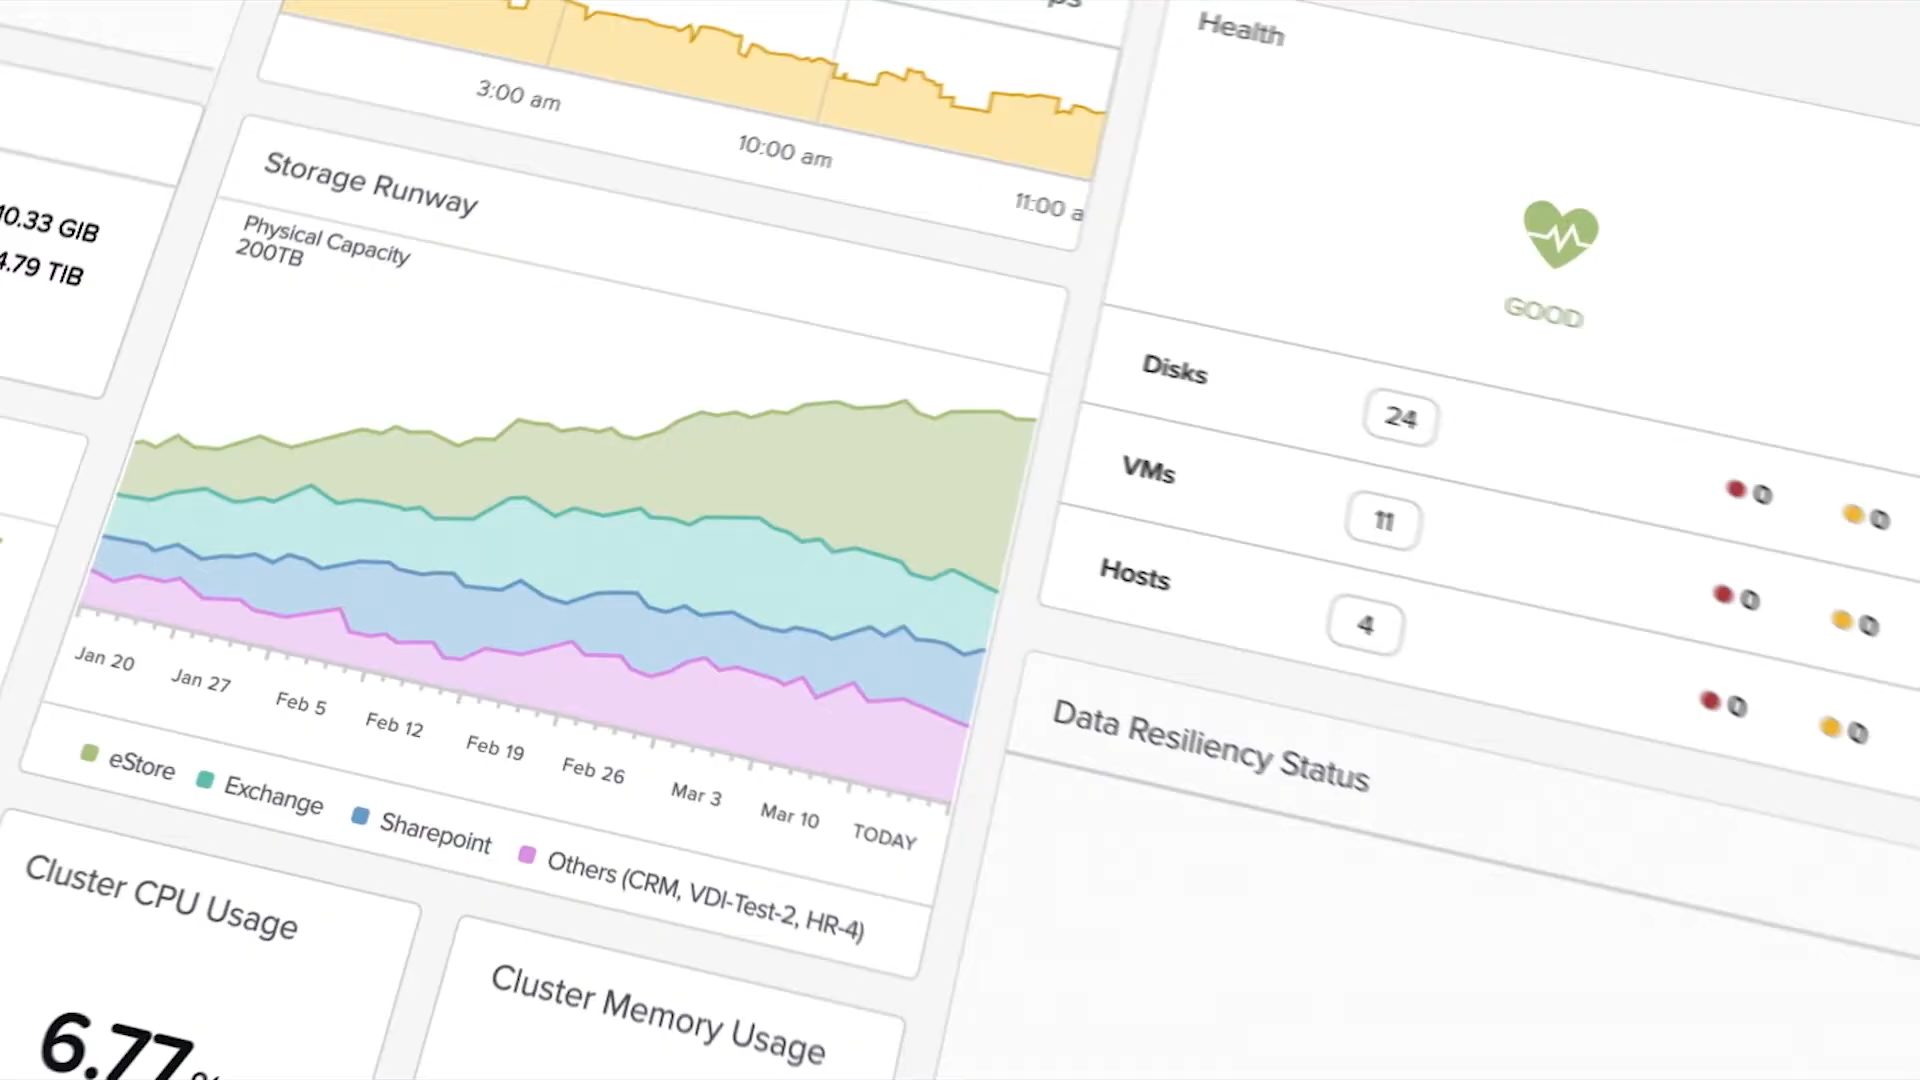 Health
3:00 am
10:00 am
11:00 a
10.33 GIB
4.79 TIB
Storage Runway
Physical Capacity
200TB
GOOD
Disks 24 0 0
VMs 11 0 0
Hosts 4 0 0
Jan 20 Jan 27 Feb 5 Feb 12 Feb 19 Feb 26 Mar 3 Mar 10 TODAY
eStore Exchange Sharepoint Others (CRM, VDI-Test-2, HR-4)
Data Resiliency Status
Cluster CPU Usage
6.77%
Cluster Memory Usage